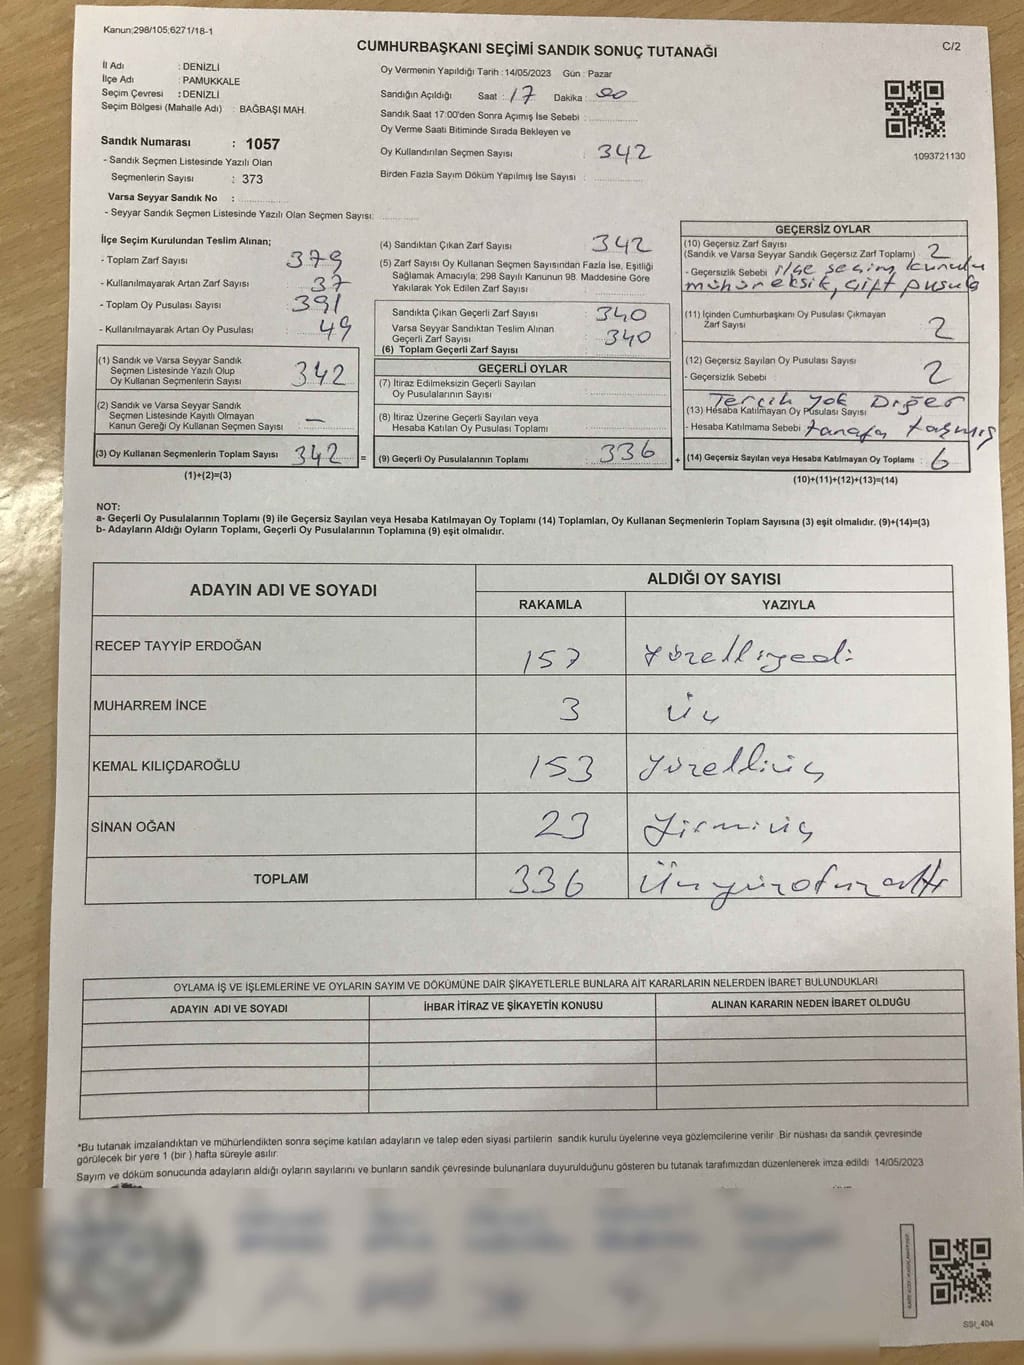 Kanun;298/105;6271/18-1
CUMHURBAŞKANI SEÇİMİ SANDIK SONUÇ TUTANAĞI
C/2
İl Adı : DENİZLİ
İlçe Adı : PAMUKKALE
Seçim Çevresi : DENİZLİ
Seçim Bölgesi (Mahalle Adı) : BAĞBAŞI MAH.
Sandık Numarası : 1057
- Sandık Seçmen Listesinde Yazılı Olan
Seçmenlerin Sayısı : 373
Varsa Seyyar Sandık No :
- Seyyar Sandık Seçmen Listesinde Yazılı Olan Seçmen Sayısı:
Oy Vermenin Yapıldığı Tarih : 14/05/2023 Gün : Pazar
Sandığın Açıldığı Saat : 17 Dakika : 00
Sandık Saat 17:00'den Sonra Açımış İse Sebebi :
Oy Verme Saati Bitiminde Sırada Bekleyen ve
Oy Kullandırılan Seçmen Sayısı : 342
Birden Fazla Sayım Döküm Yapılmış İse Sayısı :
1093721130
İlçe Seçim Kurulundan Teslim Alınan;
- Toplam Zarf Sayısı : 379
- Kullanılmayarak Artan Zarf Sayısı : 37
- Toplam Oy Pusulası Sayısı : 391
- Kullanılmayarak Artan Oy Pusulası : 49
(1) Sandık ve Varsa Seyyar Sandık
Seçmen Listesinde Yazılı Olup
Oy Kullanan Seçmenlerin Sayısı : 342
(2) Sandık ve Varsa Seyyar Sandık
Seçmen Listesinde Kayıtlı Olmayan
Kanun Gereği Oy Kullanan Seçmen Sayısı : —
(3) Oy Kullanan Seçmenlerin Toplam Sayısı : 342 =
(1)+(2)=(3)
(4) Sandıktan Çıkan Zarf Sayısı : 342
(5) Zarf Sayısı Oy Kullanan Seçmen Sayısından Fazla İse, Eşitliği
Sağlamak Amacıyla; 298 Sayılı Kanunun 98. Maddesine Göre
Yakılarak Yok Edilen Zarf Sayısı :
Sandıkta Çıkan Geçerli Zarf Sayısı : 340
Varsa Seyyar Sandıktan Teslim Alınan
Geçerli Zarf Sayısı : 340
(6) Toplam Geçerli Zarf Sayısı
GEÇERLİ OYLAR
(7) İtiraz Edilmeksizin Geçerli Sayılan
Oy Pusulasının Sayısı :
(8) İtiraz Üzerine Geçerli Sayılan veya
Hesaba Katılan Oy Pusulası Toplamı :
(9) Geçerli Oy Pusulalarının Toplamı : 336 +
GEÇERSİZ OYLAR
(10) Geçersiz Zarf Sayısı
(Sandık ve Varsa Seyyar Sandık Geçersiz Zarf Toplamı) : 2
- Geçersizlik Sebebi : ilçe seçim kurulu
mühür eksik, çift pusula
(11) İçinden Cumhurbaşkanı Oy Pusulası Çıkmayan
Zarf Sayısı : 2
(12) Geçersiz Sayılan Oy Pusulası Sayısı : 2
- Geçersizlik Sebebi :
Tercih yok Diğer
(13) Hesaba Katılmayan Oy Pusulası Sayısı :
- Hesaba Katılmama Sebebi : tarafa taşmış
(14) Geçersiz Sayılan veya Hesaba Katılmayan Oy Toplamı : 6
(10)+(11)+(12)+(13)=(14)
NOT:
a- Geçerli Oy Pusulalarının Toplamı (9) ile Geçersiz Sayılan veya Hesaba Katılmayan Oy Toplamı (14) Toplamları, Oy Kullanan Seçmenlerin Toplam Sayısına (3) eşit olmalıdır. (9)+(14)=(3)
b- Adayların Aldığı Oyların Toplamı, Geçerli Oy Pusulalarının Toplamına (9) eşit olmalıdır.
ADAYIN ADI VE SOYADI ALDIĞI OY SAYISI
RAKAMLA YAZIYLA
RECEP TAYYİP ERDOĞAN 157 yüzelliyedi
MUHARREM İNCE 3 Üç
KEMAL KILIÇDAROĞLU 153 yüzelliüç
SİNAN OĞAN 23 yirmiüç
TOPLAM 336 Üçyüzotuzaltı
OYLAMA İŞ VE İŞLEMLERİNE VE OYLARIN SAYIM VE DÖKÜMÜNE DAİR ŞİKAYETLERLE BUNLARA AİT KARARLARIN NELERDEN İBARET BULUNDUKLARI
ADAYIN ADI VE SOYADI İHBAR İTİRAZ VE ŞİKAYETİN KONUSU ALINAN KARARIN NEDEN İBARET OLDUĞU
*Bu tutanak imzalandıktan ve mühürlendikten sonra seçime katılan adayların ve talep eden siyasi partilerin sandık kurulu üyelerine veya gözlemcilerine verilir .Bir nüshası da sandık çevresinde
görülecek bir yere 1 (bir ) hafta süreyle asılır.
Sayım ve döküm sonucunda adayların aldığı oyların sayılarını ve bunların sandık çevresinde bulunanlara duyurulduğunu gösteren bu tutanak tarafımızdan düzenlenerek imza edildi 14/05/2023
SSI_404